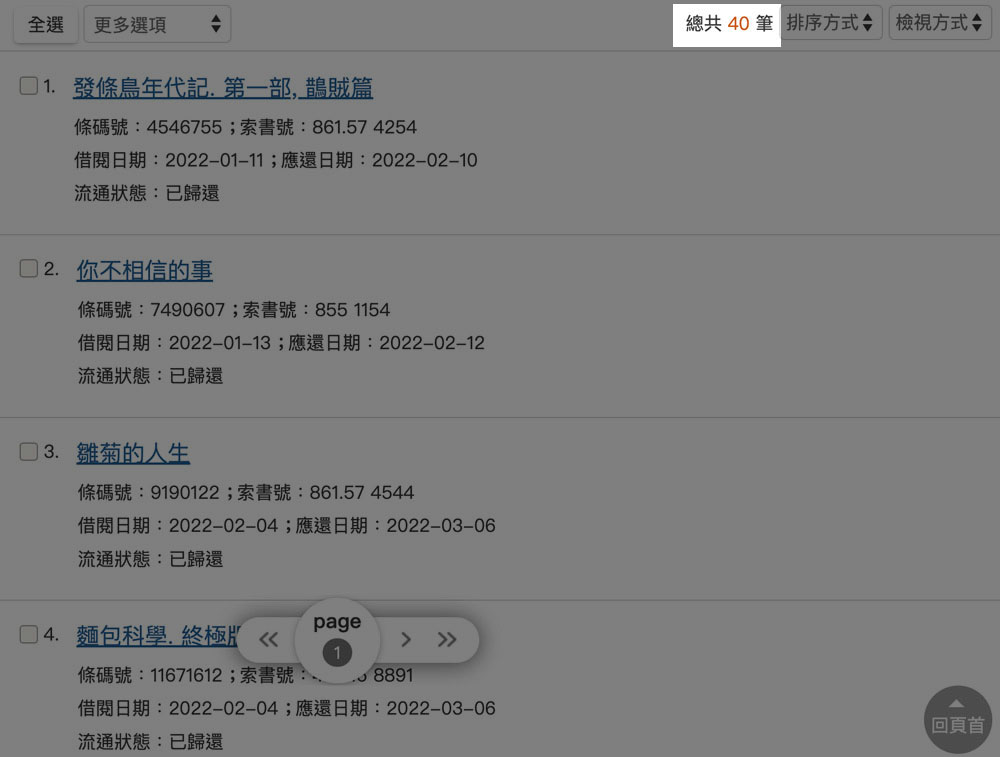 全選 更多選項 總共 40 筆 排序方式 檢視方式
1. 發條鳥年代記. 第一部, 鵲賊篇
條碼號：4546755；索書號：861.57 4254
借閱日期：2022-01-11；應還日期：2022-02-10
流通狀態：已歸還
2. 你不相信的事
條碼號：7490607；索書號：855 1154
借閱日期：2022-01-13；應還日期：2022-02-12
流通狀態：已歸還
3. 雛菊的人生
條碼號：9190122；索書號：861.57 4544
借閱日期：2022-02-04；應還日期：2022-03-06
流通狀態：已歸還
4. 麵包科學. 終極
page
1
條碼號：11671612；索書號： 8891
借閱日期：2022-02-04；應還日期：2022-03-06
流通狀態：已歸還
回頁首